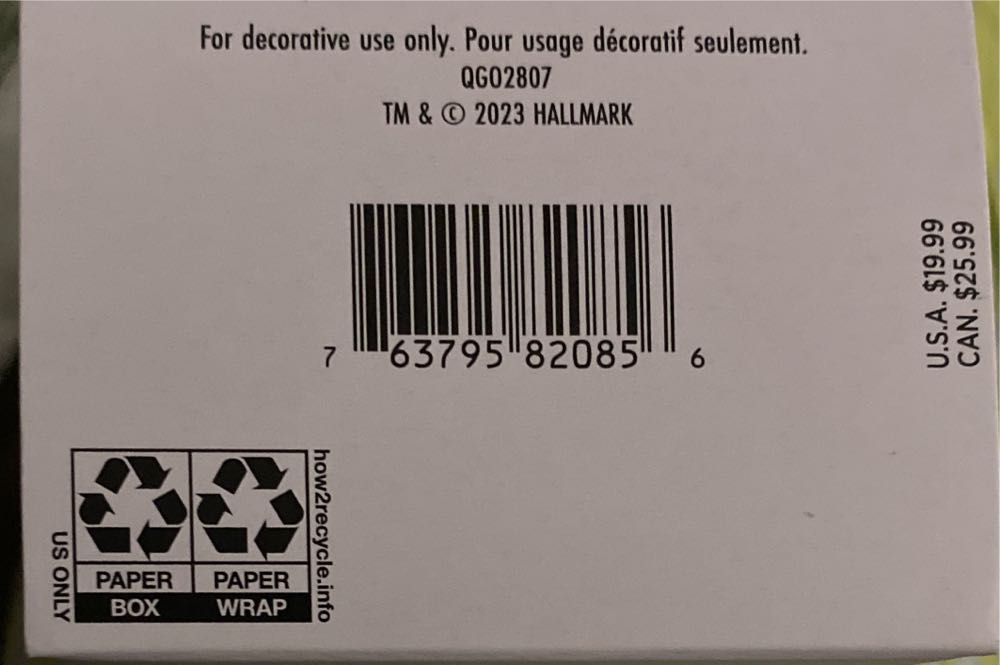 For decorative use only. Pour usage décoratif seulement.
QGO2807
TM & © 2023 HALLMARK
7 63795 82085 6
U.S.A. $19.99
CAN. $25.99
US ONLY
PAPER
BOX
PAPER
WRAP
how2recycle.info